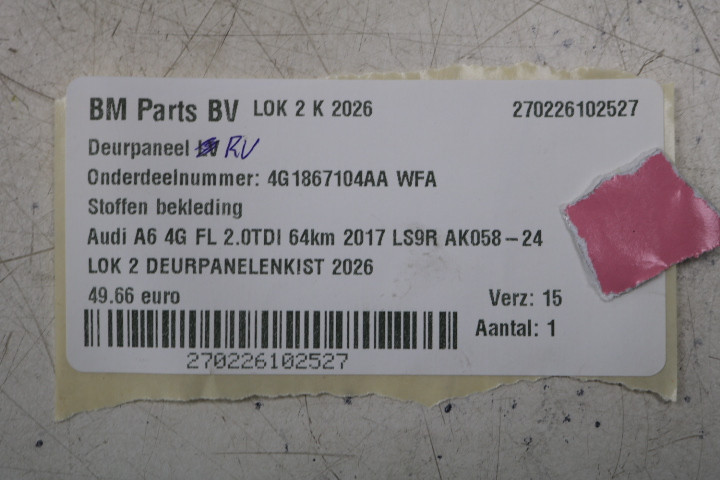 BM Parts BV LOK 2 K 2026 270226102527
Deurpaneel RV
Onderdeelnummer: 4G1867104AA WFA
Stoffen bekleding
Audi A6 4G FL 2.0TDI 64km 2017 LS9R AK058-24
LOK 2 DEURPANELENKIST 2026
49.66 euro Verz: 15
Aantal: 1
270226102527